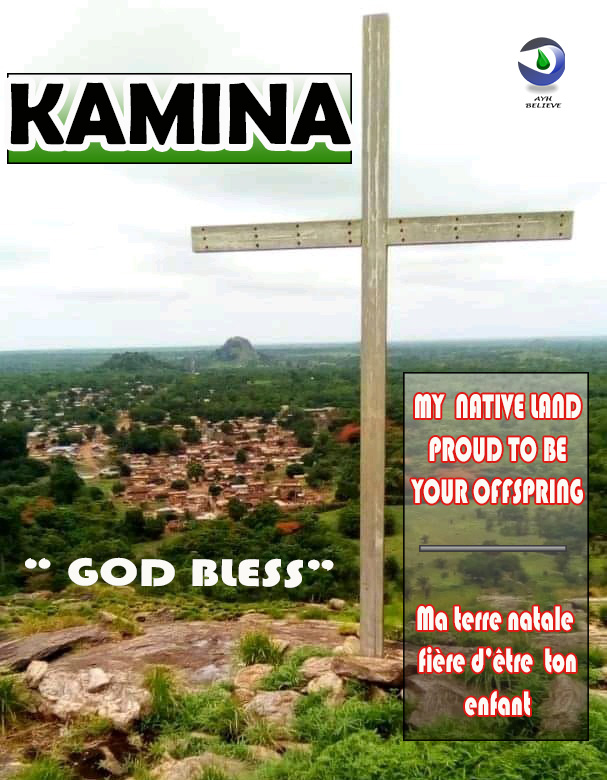 KAMINA
AYH
BELIEVE
MY NATIVE LAND
PROUD TO BE
YOUR OFFSPRING
Ma terre natale
fière d'être ton
enfant
“ GOD BLESS”